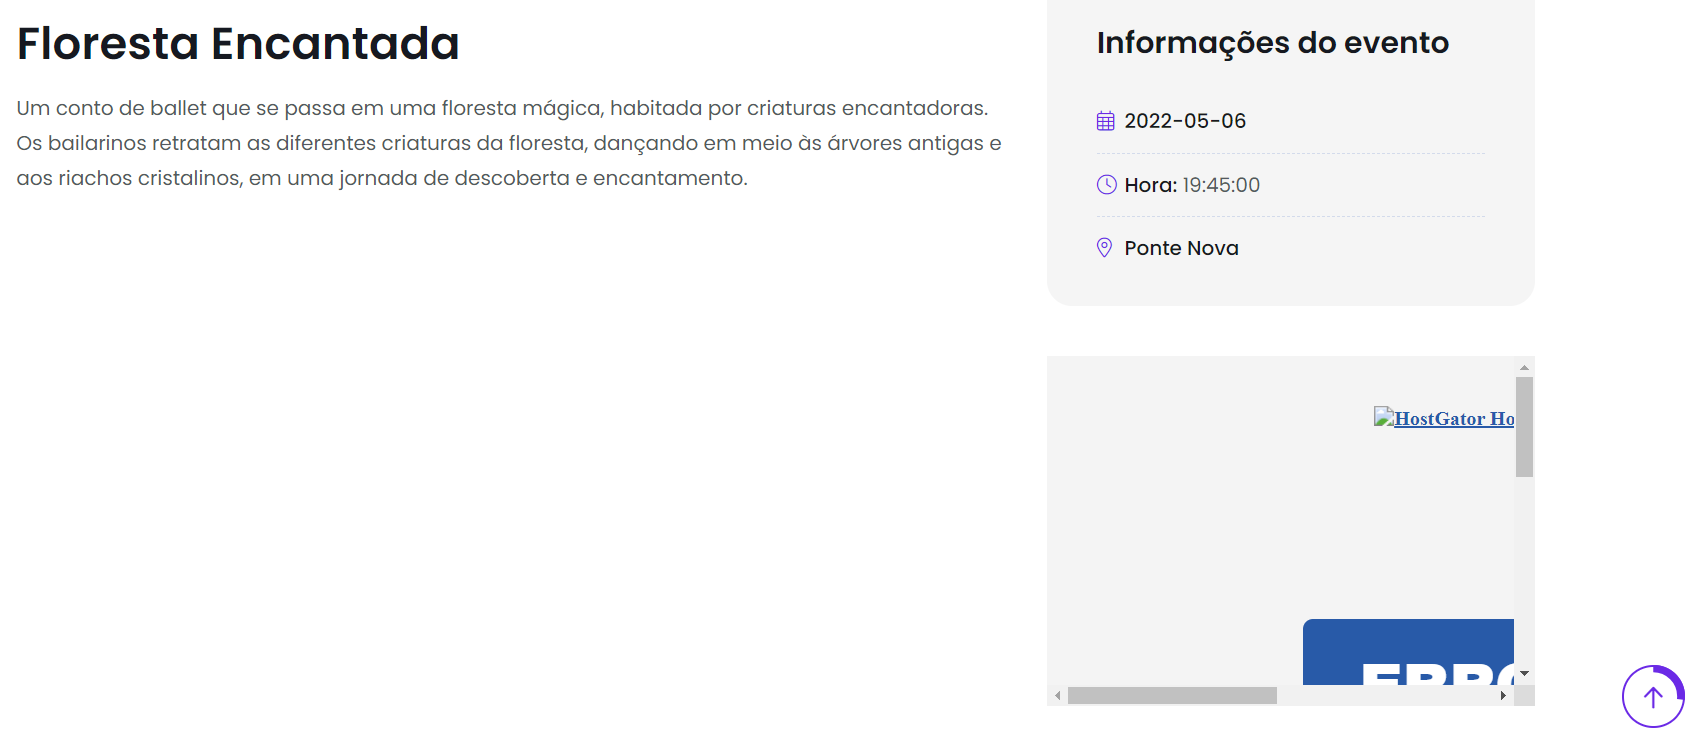 Floresta Encantada
Um conto de ballet que se passa em uma floresta mágica, habitada por criaturas encantadoras.
Os bailarinos retratam as diferentes criaturas da floresta, dançando em meio às árvores antigas e
aos riachos cristalinos, em uma jornada de descoberta e encantamento.
Informações do evento
2022-05-06
Hora: 19:45:00
Ponte Nova
HostGator Ho
ERRO